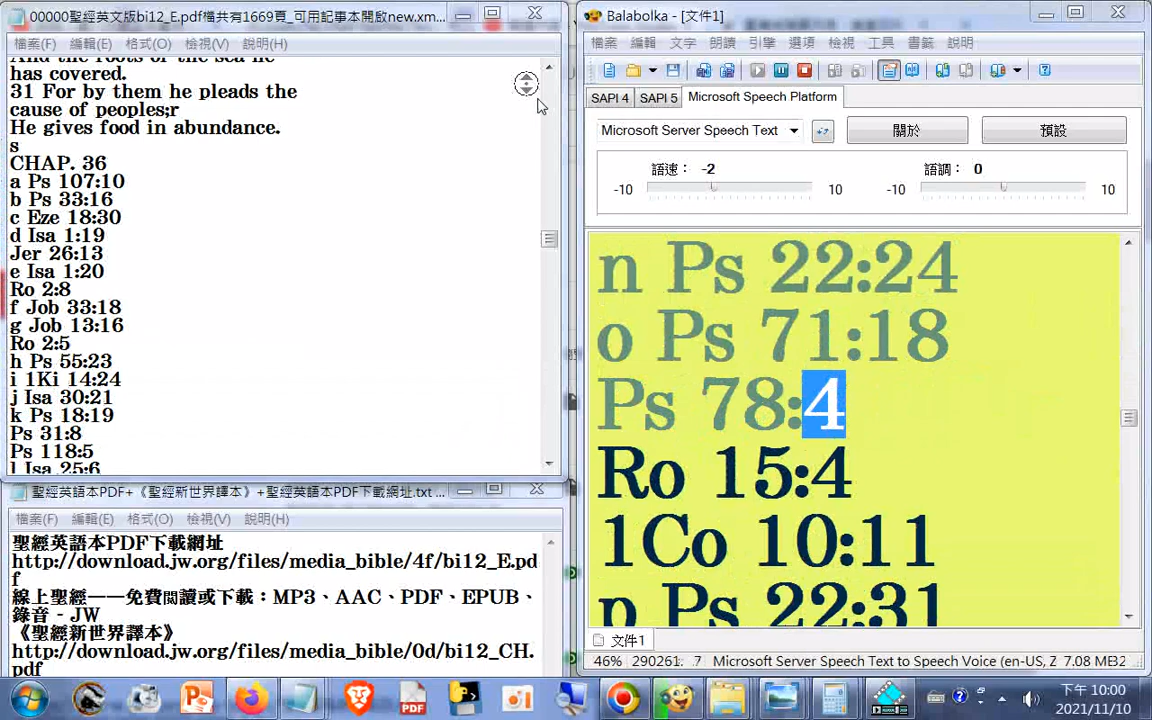 00000聖經英文版bi12_E.pdf檔共有1669頁_可用記事本開啟new.xm...
檔案(F) 編輯(E) 格式(O) 檢視(V) 說明(H)
And the roots of the sea he
has covered.
31 For by them he pleads the
cause of peoples;r
He gives food in abundance.
s
CHAP. 36
a Ps 107:10
b Ps 33:16
c Eze 18:30
d Isa 1:19
Jer 26:13
e Isa 1:20
Ro 2:8
f Job 33:18
g Job 13:16
Ro 2:5
h Ps 55:23
i 1Ki 14:24
j Isa 30:21
k Ps 18:19
Ps 31:8
Ps 118:5
l Isa 25:6
聖經英語本PDF+《聖經新世界譯本》+聖經英語本PDF下載網址.txt ...
檔案(F) 編輯(E) 格式(O) 檢視(V) 說明(H)
聖經英語本PDF下載網址
http://download.jw.org/files/media_bible/4f/bi12_E.pd
f
線上聖經——免費閱讀或下載：MP3、AAC、PDF、EPUB、
錄音 - JW
《聖經新世界譯本》
http://download.jw.org/files/media_bible/0d/bi12_CH.
pdf
Balabolka - [文件1]
檔案 編輯 文字 朗讀 引擎 選項 檢視 工具 書籤 說明
SAPI 4 SAPI 5 Microsoft Speech Platform
Microsoft Server Speech Text 關於 預設
語速： -2 語調： 0
-10 10 -10 10
n Ps 22:24
o Ps 71:18
Ps 78:4
Ro 15:4
1Co 10:11
p Ps 22:31
文件1
46% 290261. .7 Microsoft Server Speech Text to Speech Voice (en-US, Z 7.08 MB32
PDF
下午 10:00
2021/11/10